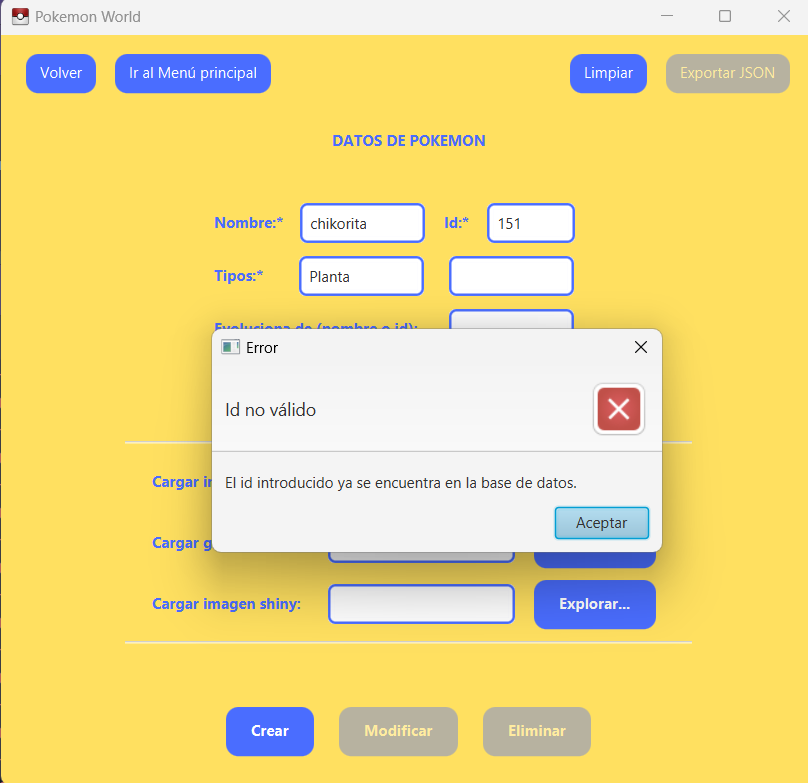 Pokemon World
Volver
Ir al Menú principal
Limpiar
Exportar JSON
DATOS DE POKEMON
Nombre:* chikorita Id:* 151
Tipos:* Planta
Evoluciona de (nombre o id):
Error
Id no válido
El id introducido ya se encuentra en la base de datos.
Aceptar
Cargar
Cargar
Cargar imagen shiny:
Explorar...
Crear
Modificar
Eliminar